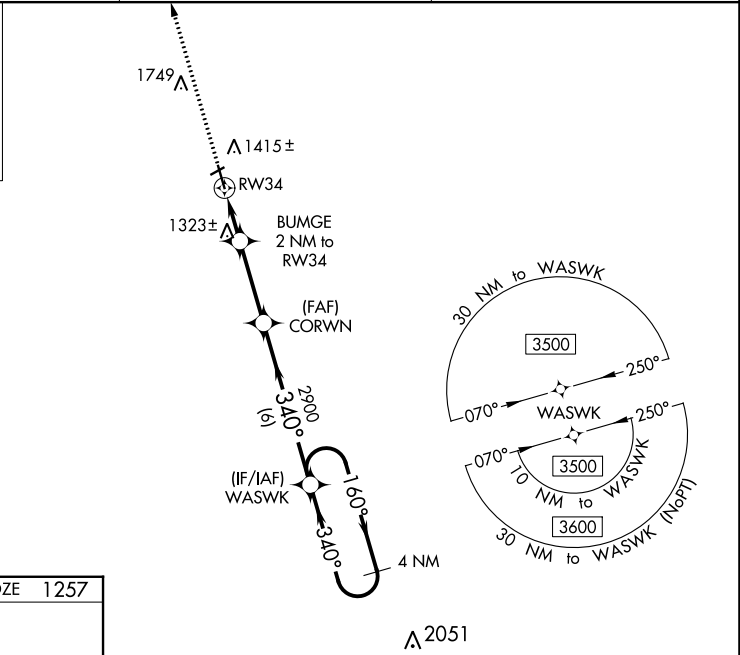 1749
1415±
RW34
1323±
BUMGE
2 NM to
RW34
(FAF)
CORWN
2900
340°
(6)
(IF/IAF)
WASWK
160°
340°
4 NM
2051
30 NM to WASWK
3500
250°
070°
WASWK
250°
070°
3500
10 NM to WASWK
3600
30 NM to WASWK (NoPT)
1257